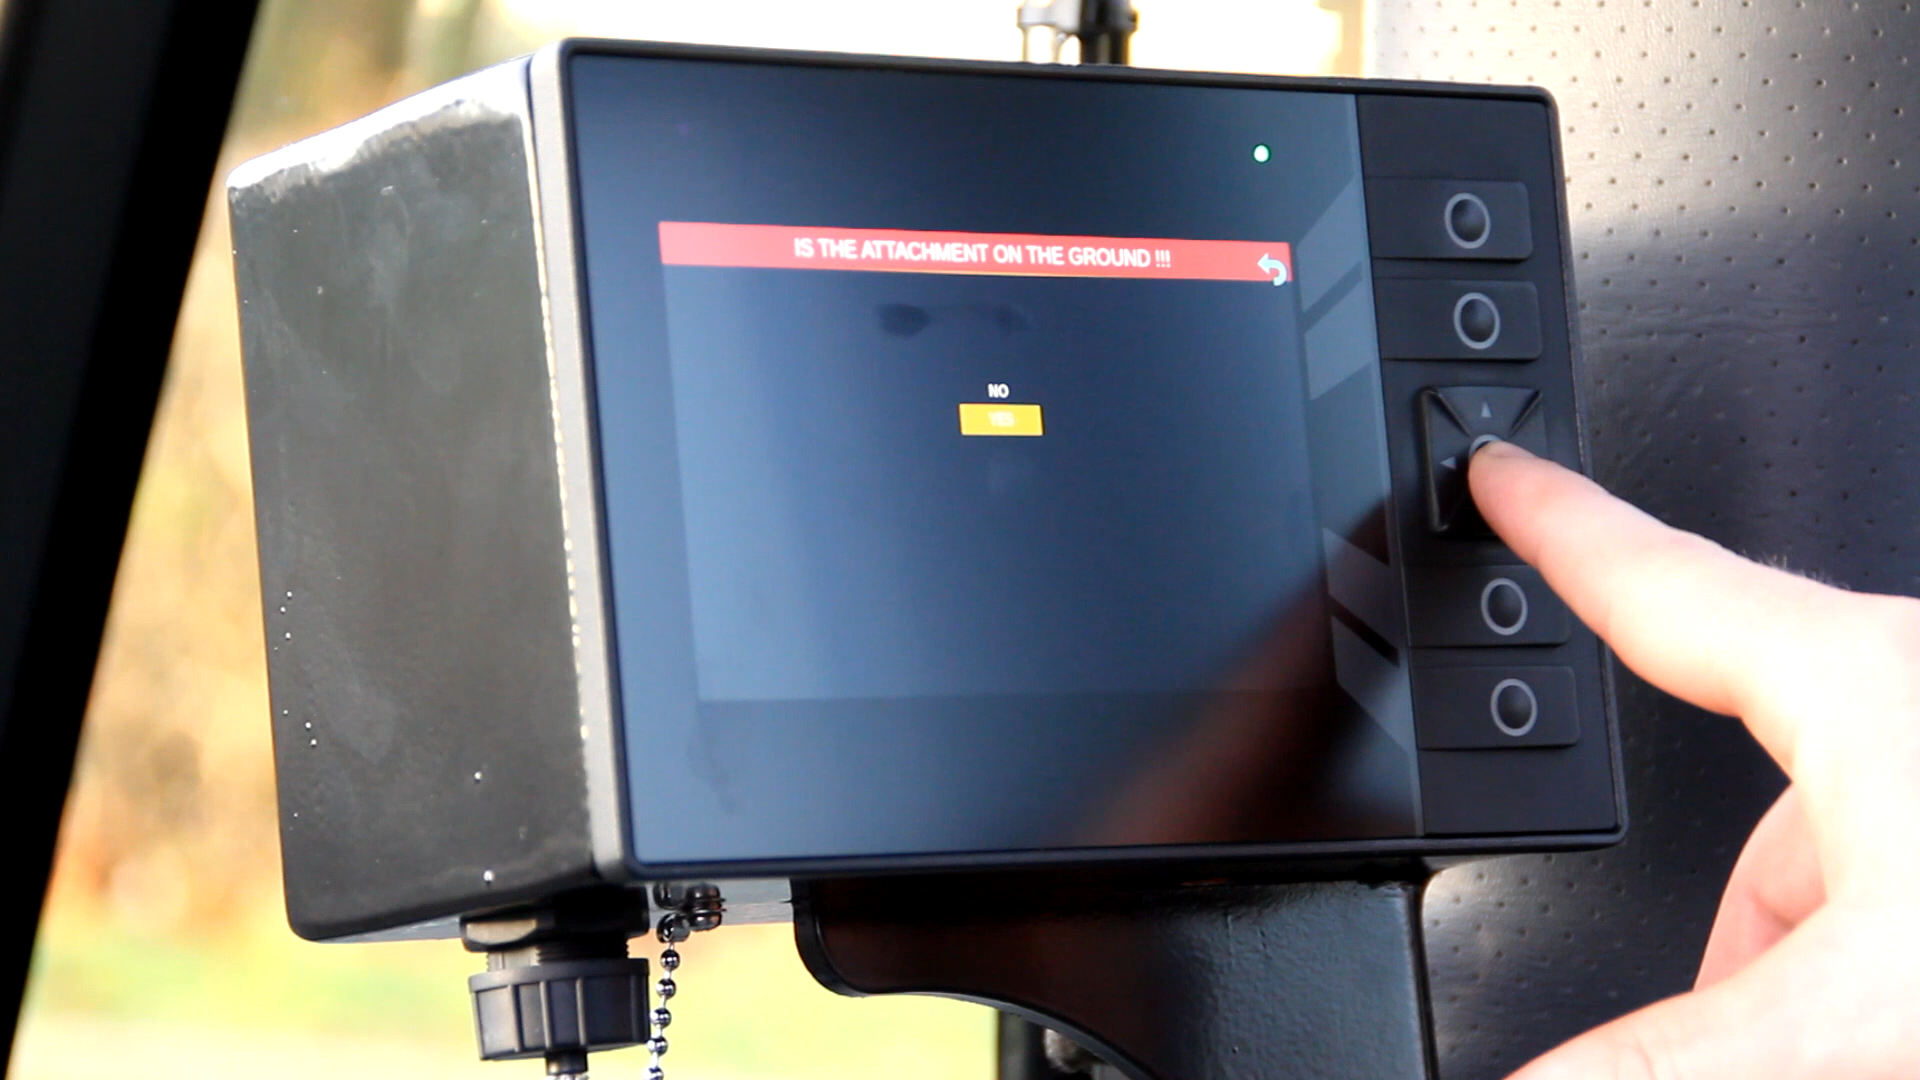 IS THE ATTACHMENT ON THE GROUND !!!
NO
YES